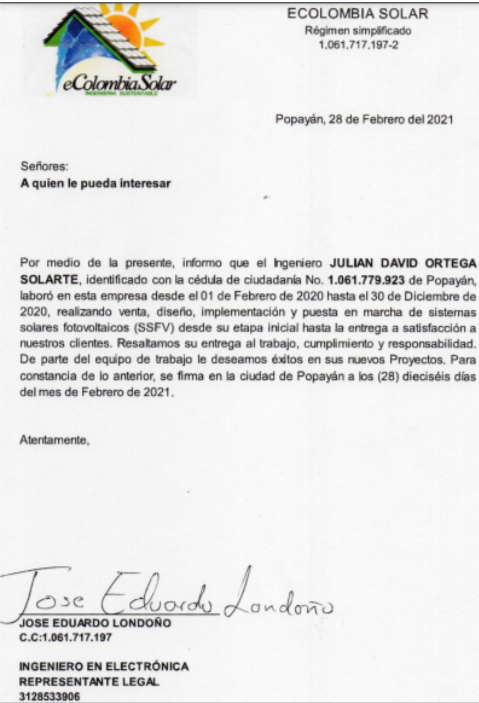 eColombiaSolar
INGENIERIA SUSTENTABLE
ECOLOMBIA SOLAR
Régimen simplificado
1.061.717.197-2
Popayán, 28 de Febrero del 2021
Señores:
A quien le pueda interesar
Por medio de la presente, informo que el Ingeniero JULIAN DAVID ORTEGA
SOLARTE, identificado con la cédula de ciudadanía No. 1.061.779.923 de Popayán,
laboró en esta empresa desde el 01 de Febrero de 2020 hasta el 30 de Diciembre de
2020, realizando venta, diseño, implementación y puesta en marcha de sistemas
solares fotovoltaicos (SSFV) desde su etapa inicial hasta la entrega a satisfacción a
nuestros clientes. Resaltamos su entrega al trabajo, cumplimiento y responsabilidad.
De parte del equipo de trabajo le deseamos éxitos en sus nuevos Proyectos. Para
constancia de lo anterior, se firma en la ciudad de Popayán a los (28) dieciséis días
del mes de Febrero de 2021.
Atentamente,
Jose Eduardo Londoño
JOSE EDUARDO LONDOÑO
C.C:1.061.717.197
INGENIERO EN ELECTRÓNICA
REPRESENTANTE LEGAL
3128533906